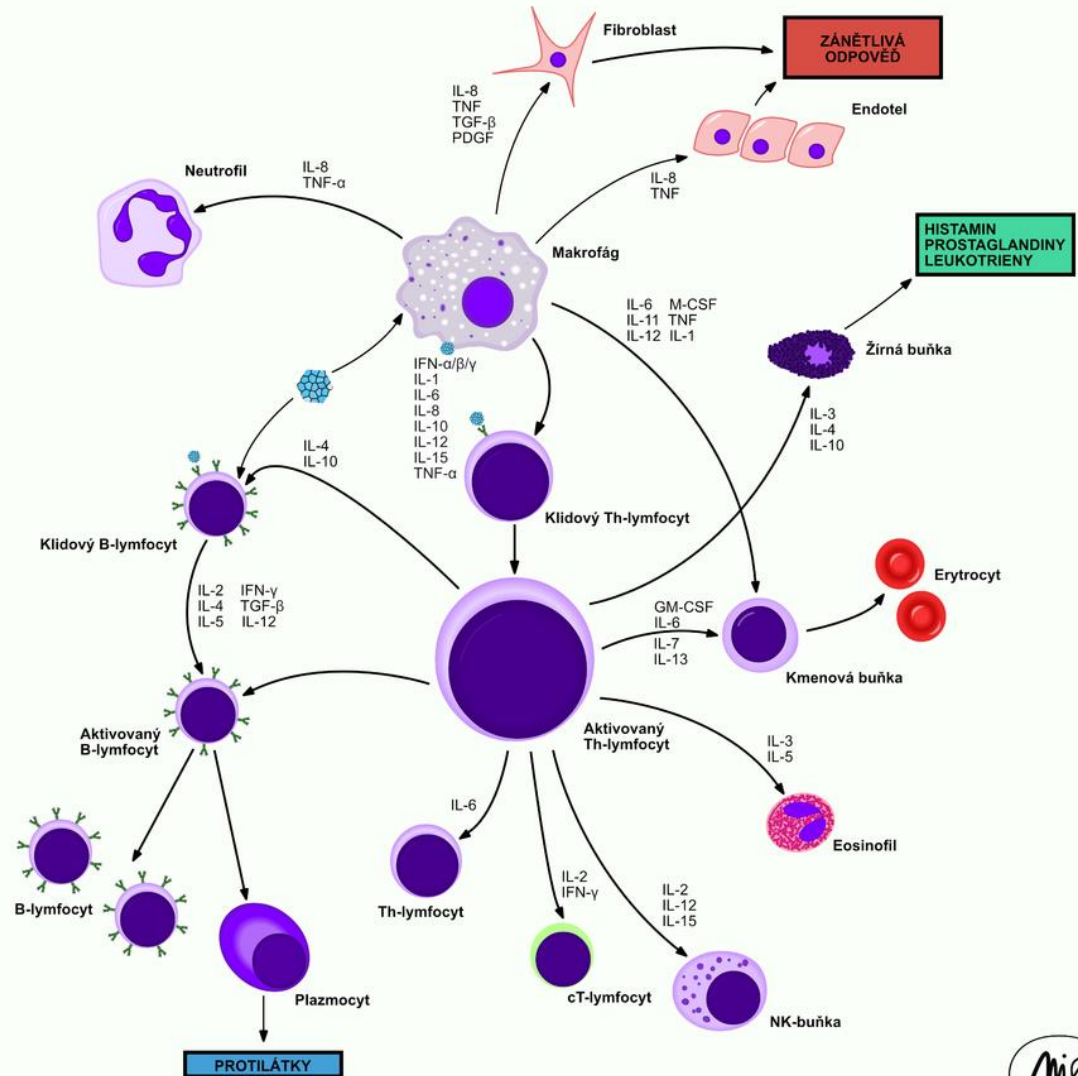 Fibroblast
ZÁNĚTLIVÁ
ODPOVĚĎ
IL-8
TNF
TGF-β
PDGF
Endotel
Neutrofil
IL-8
TNF-α
IL-8
TNF
Makrofág
HISTAMIN
PROSTAGLANDINY
LEUKOTRIENY
IL-6 M-CSF
IL-11 TNF
IL-12 IL-1
Žírná buňka
IFN-α/β/γ
IL-1
IL-6
IL-8
IL-10
IL-12
IL-15
TNF-α
IL-3
IL-4
IL-10
IL-4
IL-10
Klidový Th-lymfocyt
Klidový B-lymfocyt
Erytrocyt
IL-2 IFN-γ
IL-4 TGF-β
IL-5 IL-12
GM-CSF
IL-6
IL-7
IL-13
Kmenová buňka
Aktivovaný
B-lymfocyt
Aktivovaný
Th-lymfocyt
IL-3
IL-5
IL-6
Eosinofil
IL-2
IFN-γ
IL-2
IL-12
IL-15
B-lymfocyt
Th-lymfocyt
cT-lymfocyt
Plazmocyt
NK-buňka
PROTILÁTKY